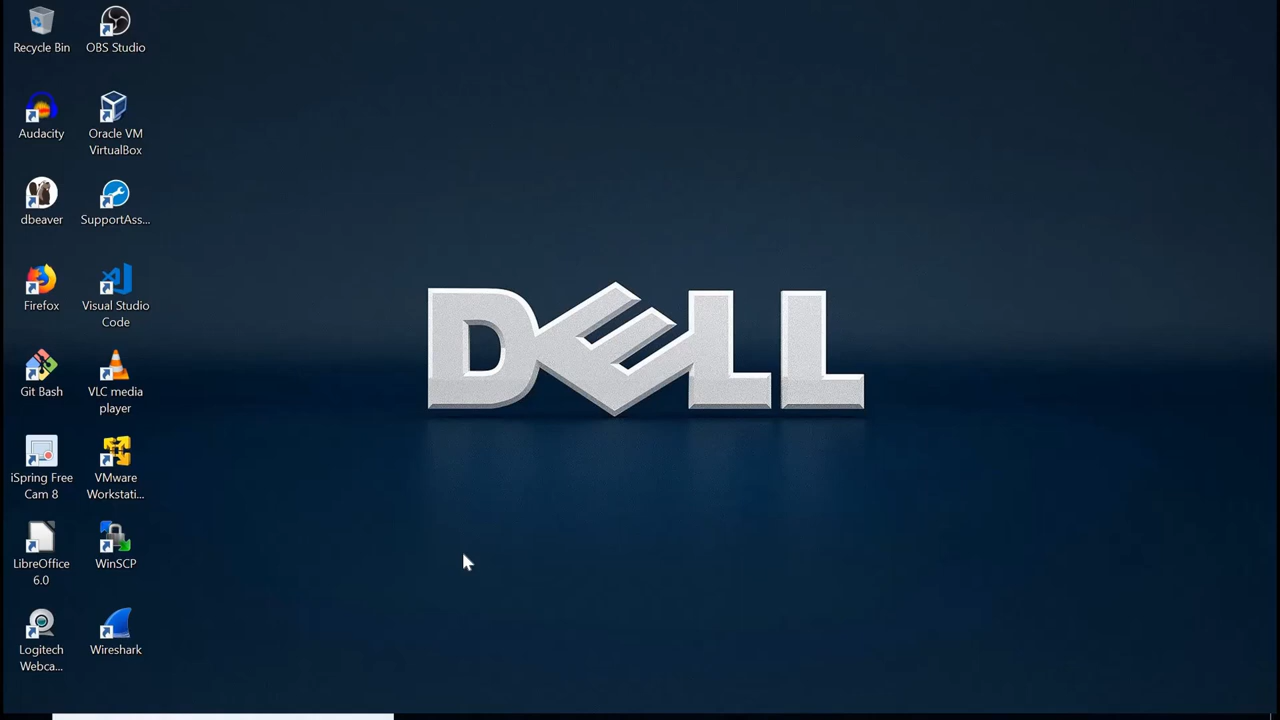 Recycle Bin
OBS Studio
Audacity
Oracle VM
VirtualBox
dbeaver
SupportAss...
Firefox
Visual Studio
Code
Git Bash
VLC media
player
iSpring Free
Cam 8
VMware
Workstati...
LibreOffice
6.0
WinSCP
Logitech
Webca...
Wireshark
DELL